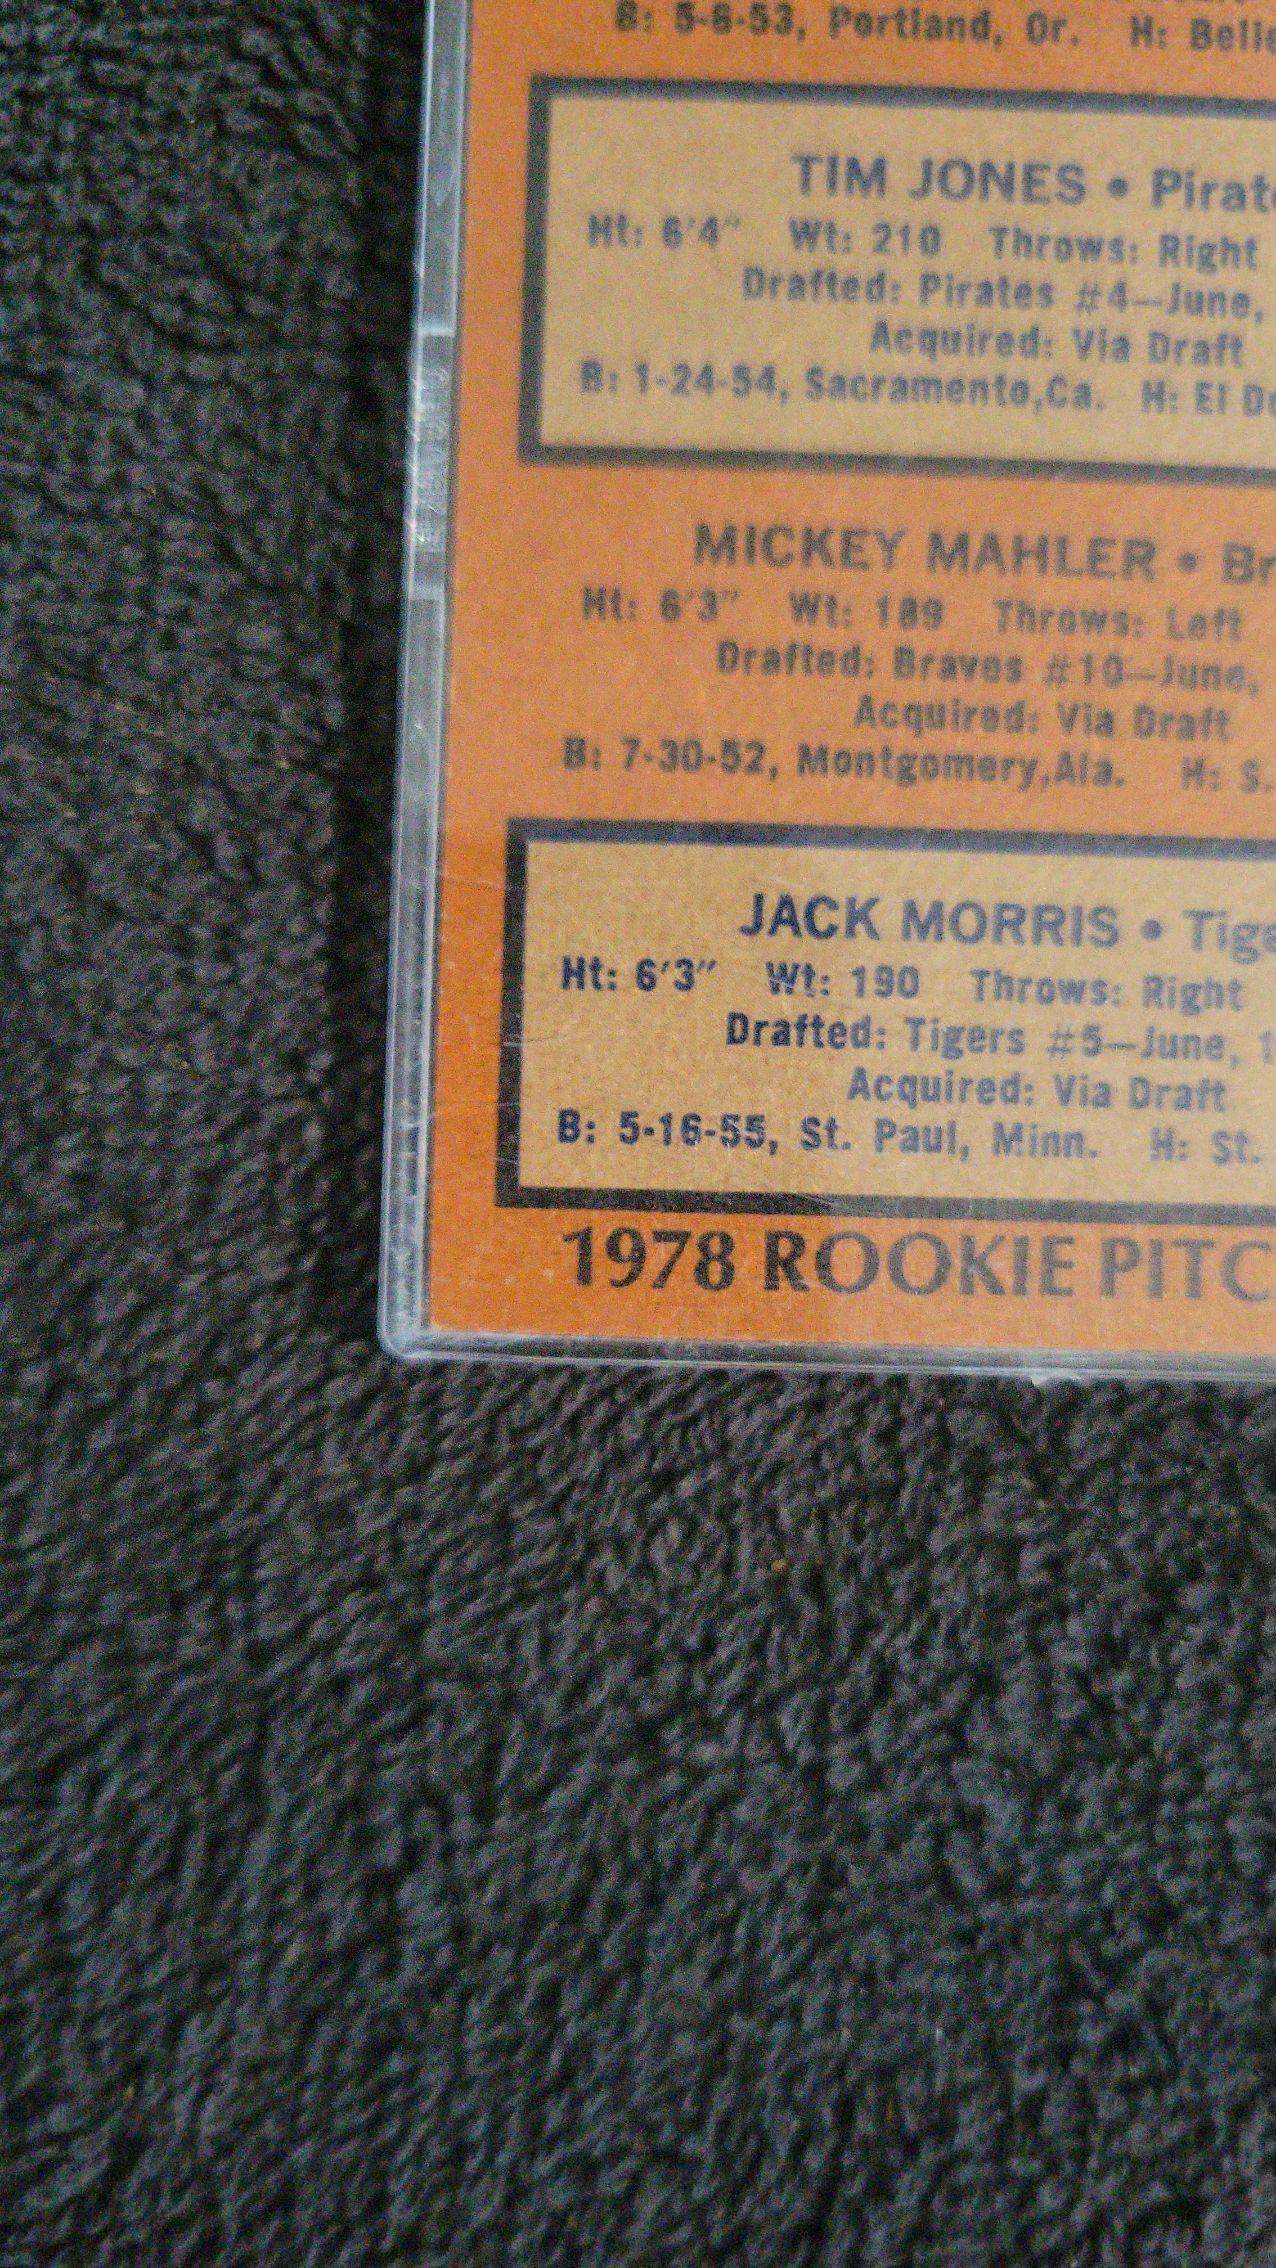 B: 5-8-53, Portland, Or. H: Belle
TIM JONES • Pirate
Ht: 6'4" Wt: 210 Throws: Right
Drafted: Pirates #4—June,
Acquired: Via Draft
B: 1-24-54, Sacramento,Ca. H: El Do
MICKEY MAHLER • Br
Ht: 6'3" Wt: 189 Throws: Left
Drafted: Braves #10—June,
Acquired: Via Draft
B: 7-30-52, Montgomery,Ala. H: S.
JACK MORRIS • Tige
Ht: 6'3" Wt: 190 Throws: Right
Drafted: Tigers #5—June, 1
Acquired: Via Draft
B: 5-16-55, St. Paul, Minn. H: St.
1978 ROOKIE PITC